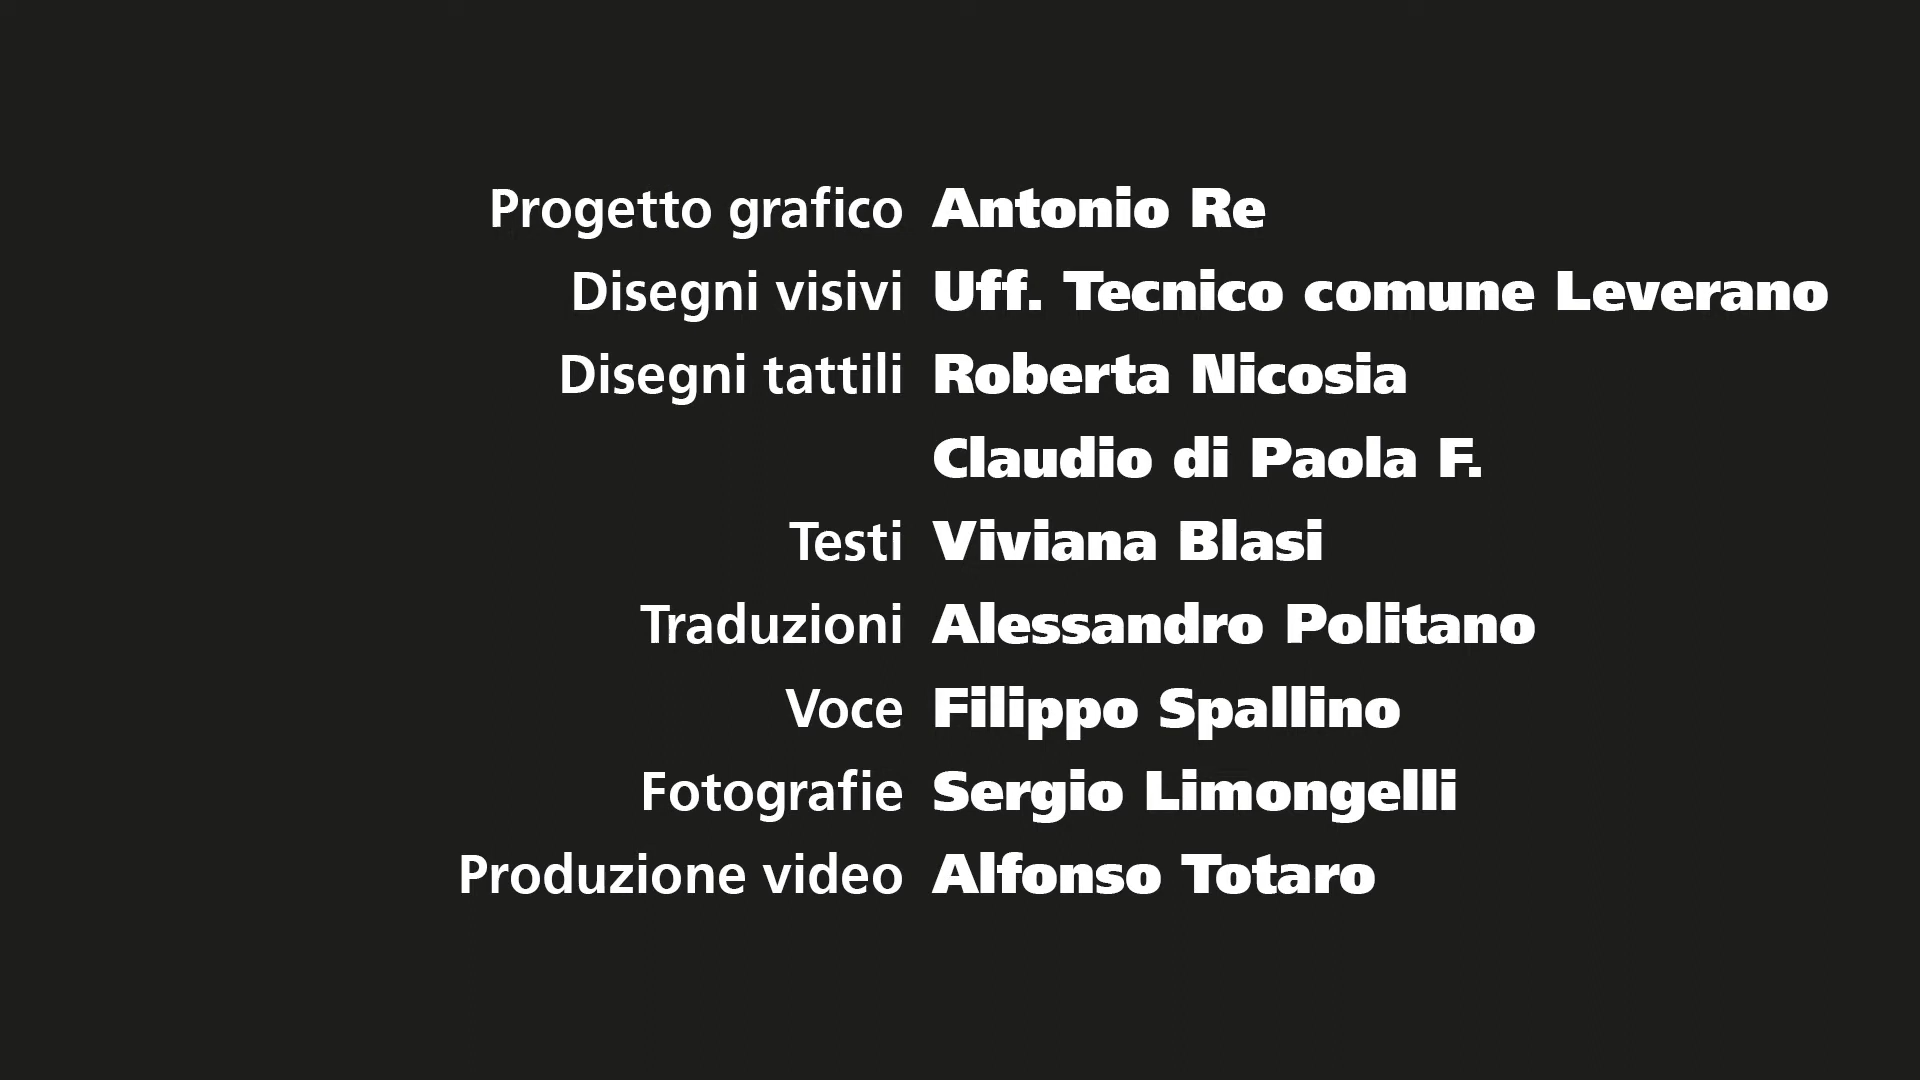 Progetto grafico Antonio Re
Disegni visivi Uff. Tecnico comune Leverano
Disegni tattili Roberta Nicosia
Claudio di Paola F.
Testi Viviana Blasi
Traduzioni Alessandro Politano
Voce Filippo Spallino
Fotografie Sergio Limongelli
Produzione video Alfonso Totaro